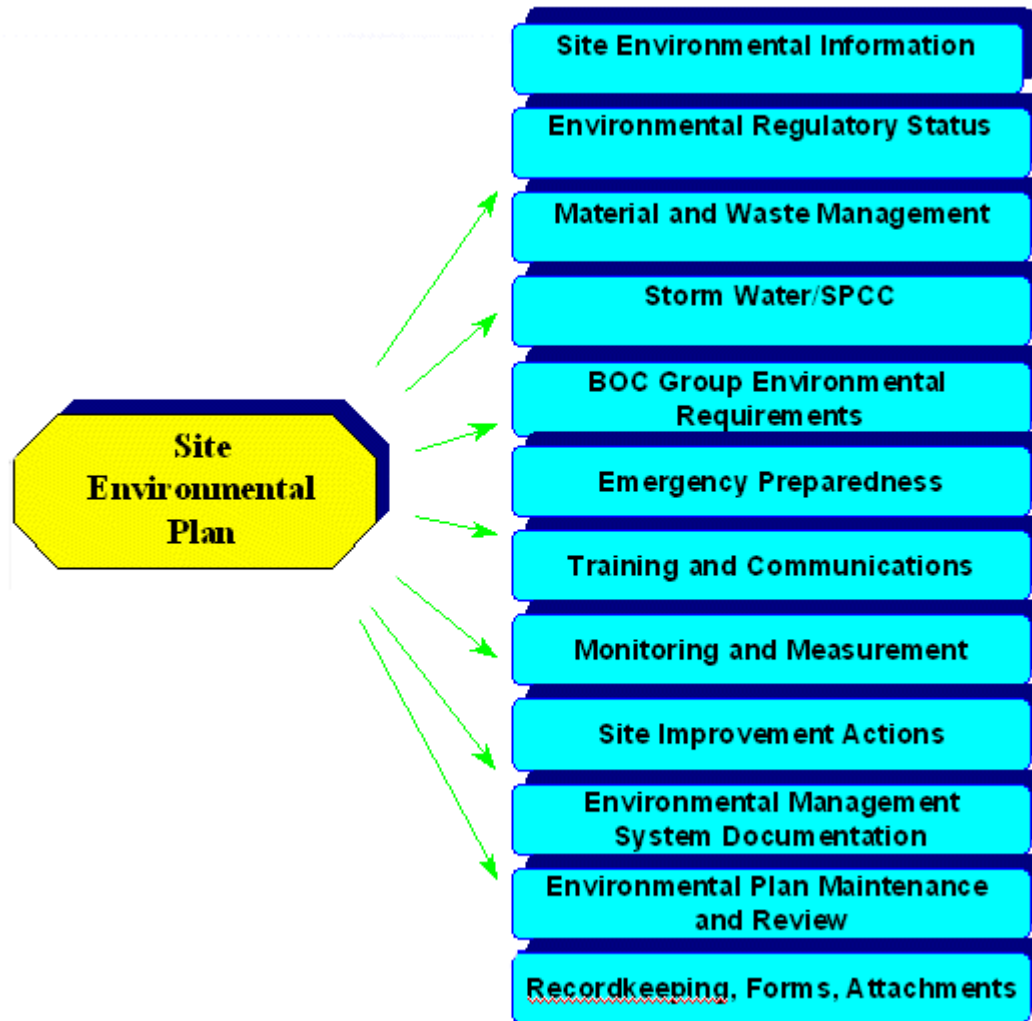 Site Environmental Information
Environmental Regulatory Status
Material and Waste Management
Storm Water/SPCC
BOC Group Environmental
Requirements
Site
Environmental
Plan
Emergency Preparedness
Training and Communications
Monitoring and Measurement
Site Improvement Actions
Environmental Management
System Documentation
Environmental Plan Maintenance
and Review
Recordkeeping, Forms, Attachments